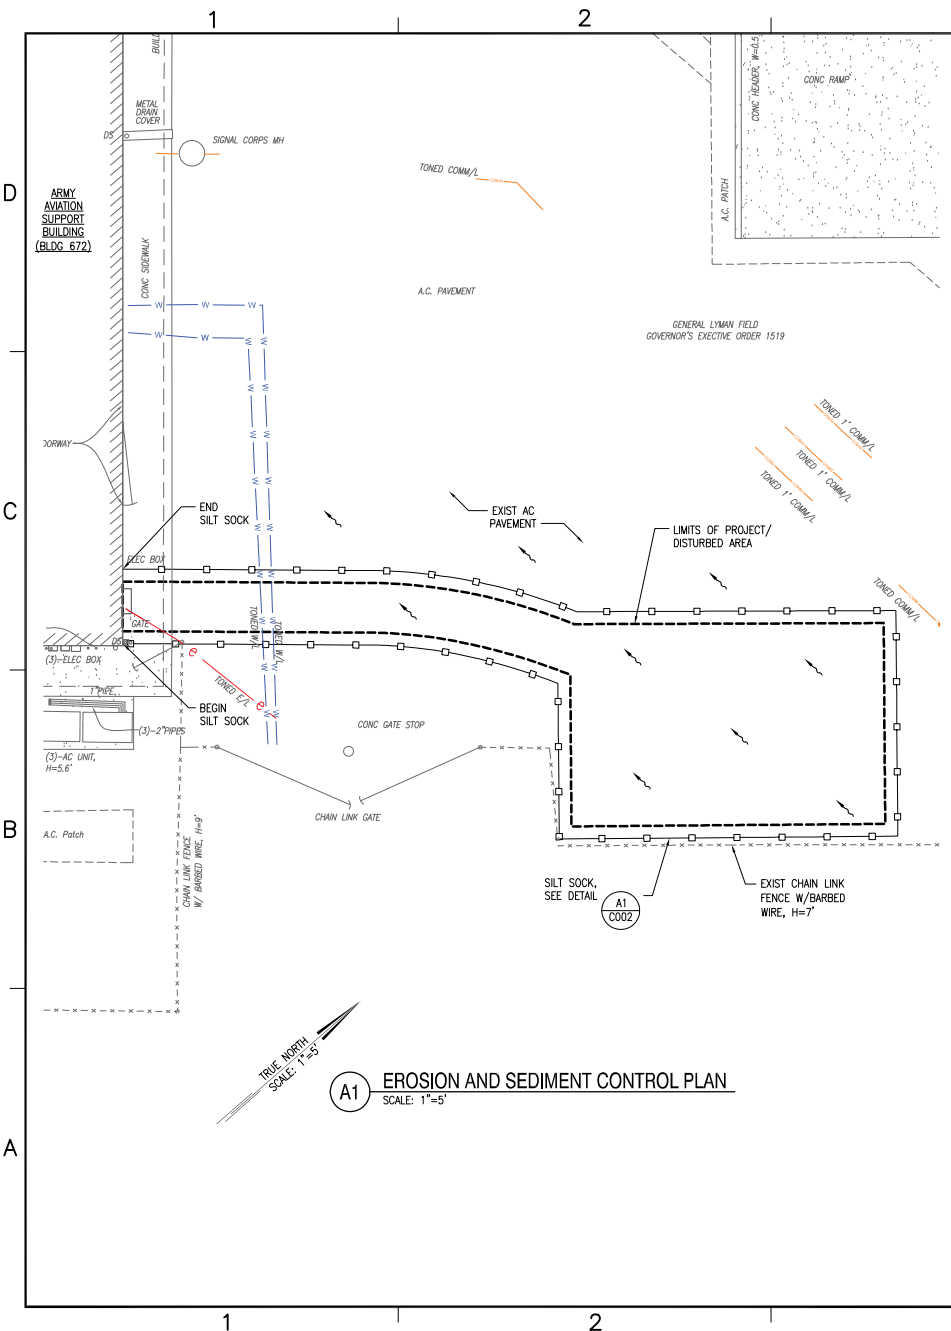 1
2
BUILD
METAL
DRAIN
COVER
DS
SIGNAL CORPS MH
CONC HEADER, W=0.5
CONC RAMP
TONED COMM/L
COMM
D
ARMY
AVIATION
SUPPORT
BUILDING
(BLDG 672)
A.C. PATCH
CONC SIDEWALK
A.C. PAVEMENT
W W W
W W
GENERAL LYMAN FIELD
GOVERNOR'S EXECTIVE ORDER 1519
TONED 1" COMM/L
TONED 1" COMM/L
TONED 1" COMM/L
OORWAY
C
END
SILT SOCK
EXIST AC
PAVEMENT
LIMITS OF PROJECT/
DISTURBED AREA
ELEC BOX
TONED COMM/L
GATE
TONED W/L
TONED W/L
DS
(3)-ELEC BOX
e
TONED E/L
e
1"PIPE
BEGIN
SILT SOCK
(3)-2"PIPES
CONC GATE STOP
(3)-AC UNIT,
H=5.6'
CHAIN LINK GATE
B
A.C. Patch
CHAIN LINK FENCE
W/ BARBED WIRE, H=9'
SILT SOCK,
SEE DETAIL
A1
C002
EXIST CHAIN LINK
FENCE W/BARBED
WIRE, H=7'
TRUE NORTH
SCALE: 1"=5'
A1
EROSION AND SEDIMENT CONTROL PLAN
SCALE: 1"=5'
A
1
2